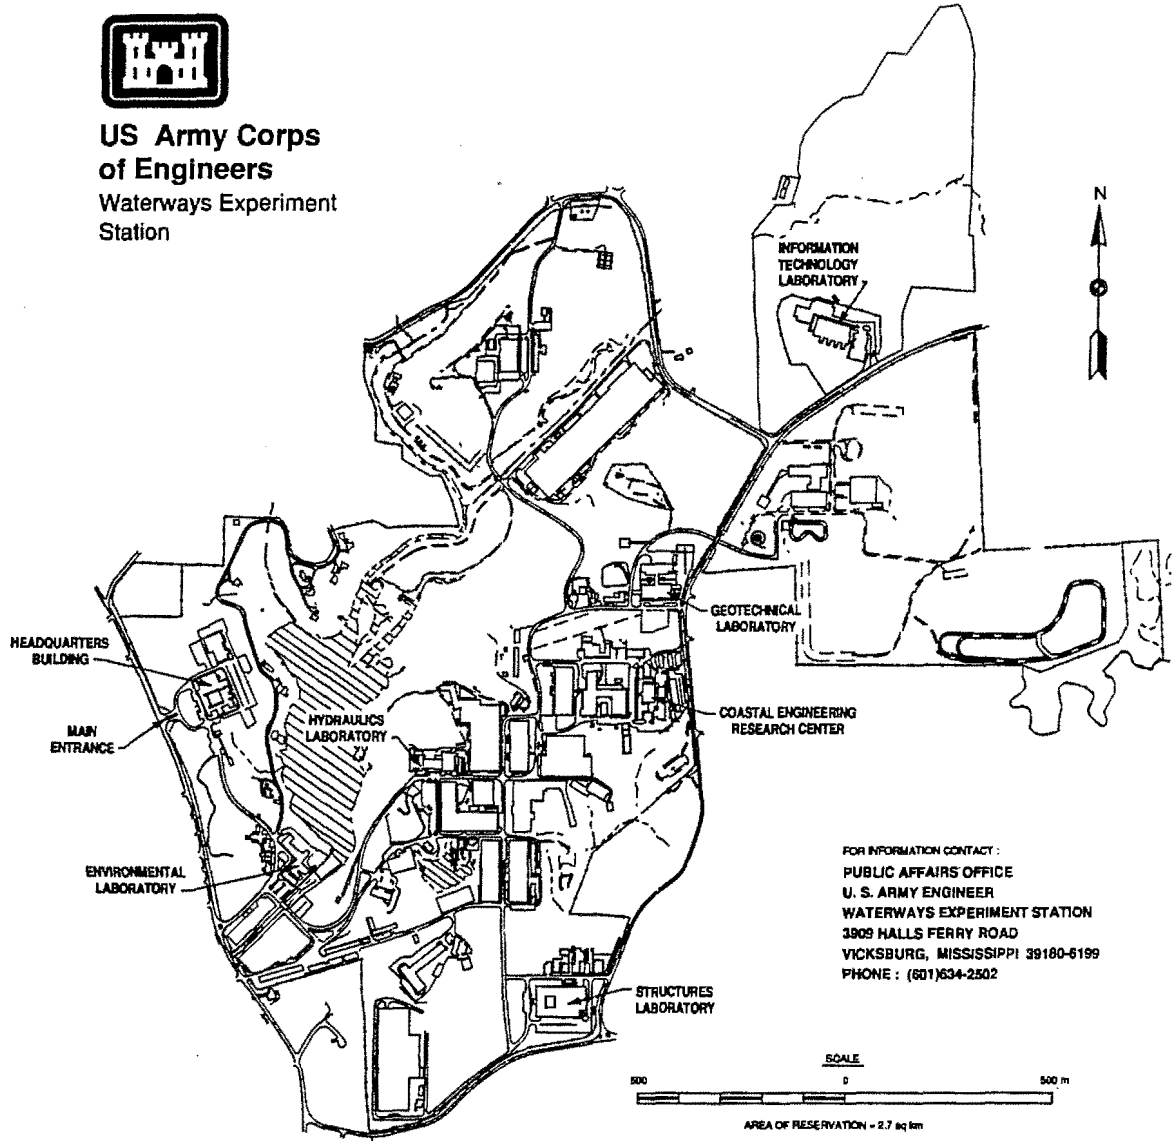 US Army Corps
of Engineers
Waterways Experiment
Station
N
INFORMATION
TECHNOLOGY
LABORATORY
GEOTECHNICAL
LABORATORY
HEADQUARTERS
BUILDING
MAIN
ENTRANCE
HYDRAULICS
LABORATORY
COASTAL ENGINEERING
RESEARCH CENTER
ENVIRONMENTAL
LABORATORY
STRUCTURES
LABORATORY
FOR INFORMATION CONTACT :
PUBLIC AFFAIRS OFFICE
U. S. ARMY ENGINEER
WATERWAYS EXPERIMENT STATION
3909 HALLS FERRY ROAD
VICKSBURG, MISSISSIPPI 39180-6199
PHONE : (601)634-2502
SCALE
500 0 500 m
AREA OF RESERVATION = 2.7 sq km